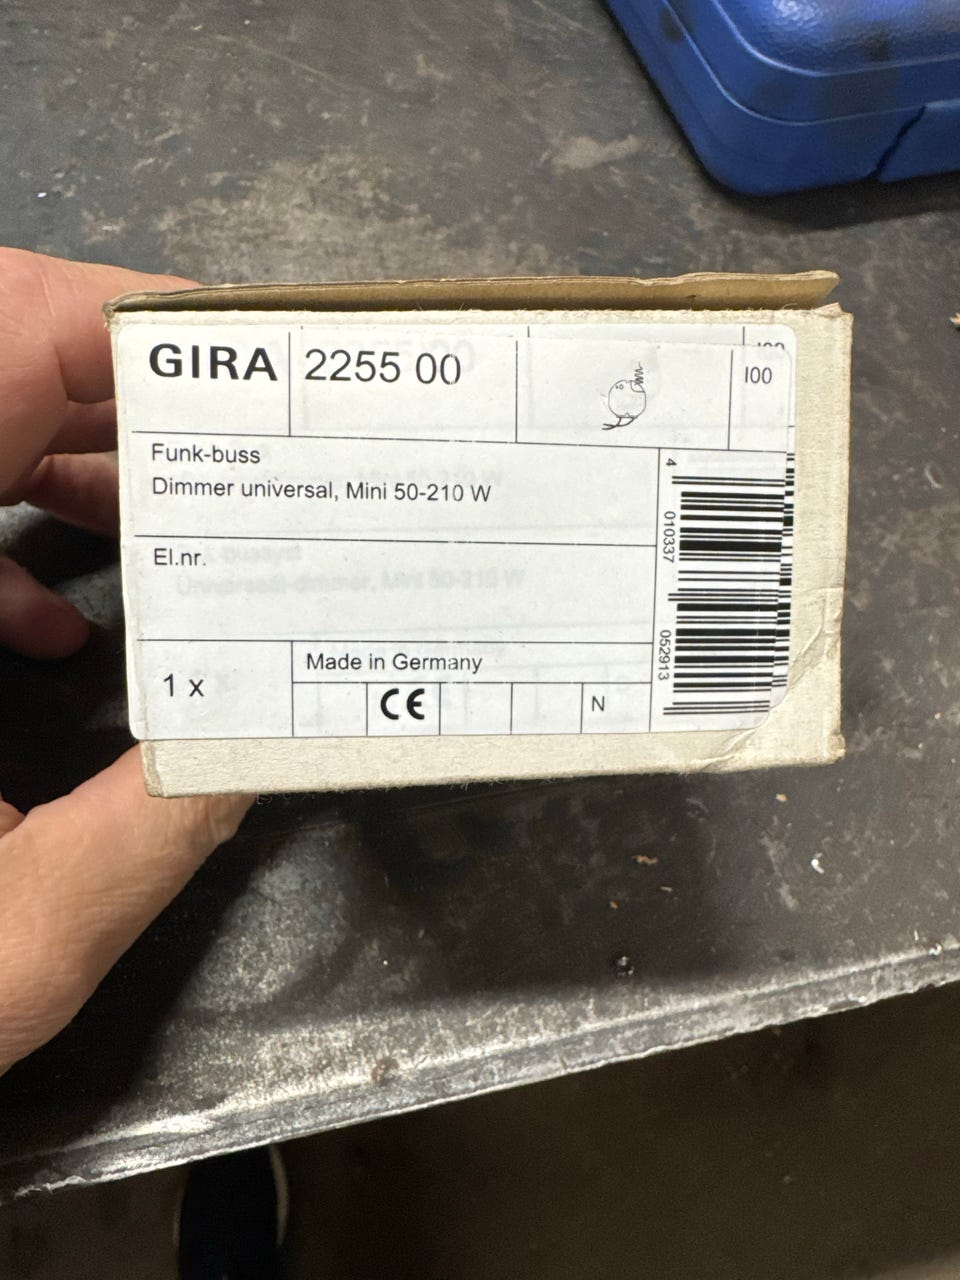 GIRA
2255 00
I00
Funk-buss
Dimmer universal, Mini 50-210 W
El.nr.
4 010337 052913
1 x
Made in Germany
CE
N